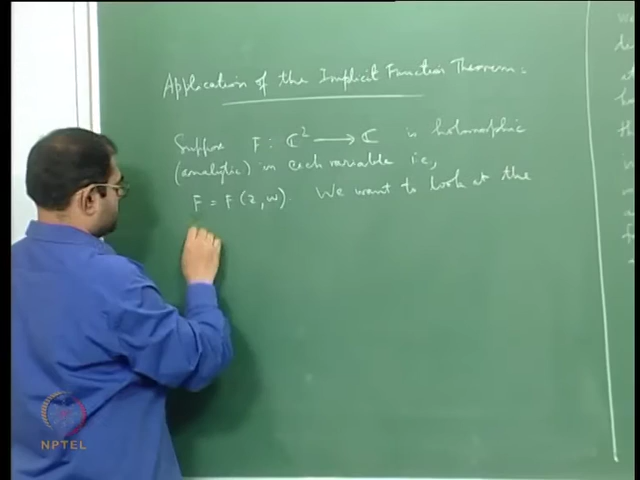 Application of the Implicit Function Theorem:
Suppose F: ℂ² → ℂ is holomorphic
(analytic) in each variable i.e,
F = F(z,w). We want to look at the
NPTEL